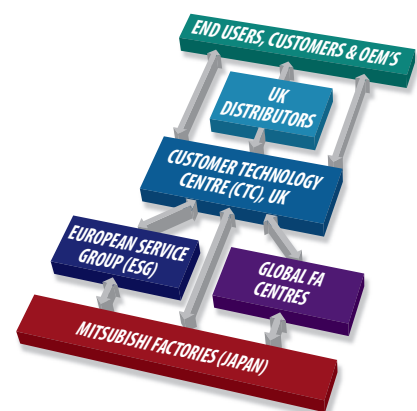 END USERS, CUSTOMERS & OEM'S
UK
DISTRIBUTORS
CUSTOMER TECHNOLOGY
CENTRE (CTC), UK
EUROPEAN SERVICE
GROUP (ESG)
GLOBAL FA
CENTRES
MITSUBISHI FACTORIES (JAPAN)